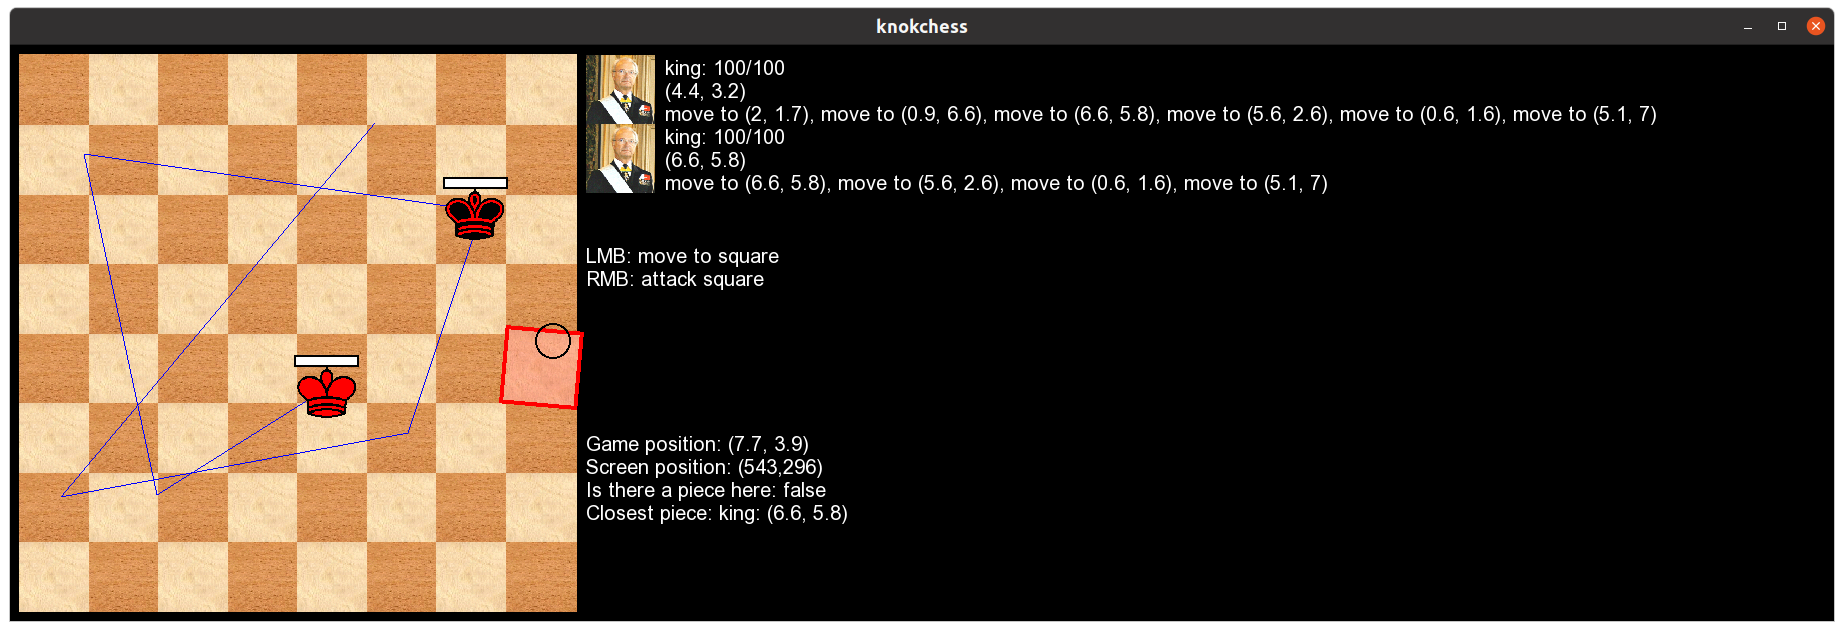 knokchess
king: 100/100
(4.4, 3.2)
move to (2, 1.7), move to (0.9, 6.6), move to (6.6, 5.8), move to (5.6, 2.6), move to (0.6, 1.6), move to (5.1, 7)
king: 100/100
(6.6, 5.8)
move to (6.6, 5.8), move to (5.6, 2.6), move to (0.6, 1.6), move to (5.1, 7)
LMB: move to square
RMB: attack square
Game position: (7.7, 3.9)
Screen position: (543,296)
Is there a piece here: false
Closest piece: king: (6.6, 5.8)